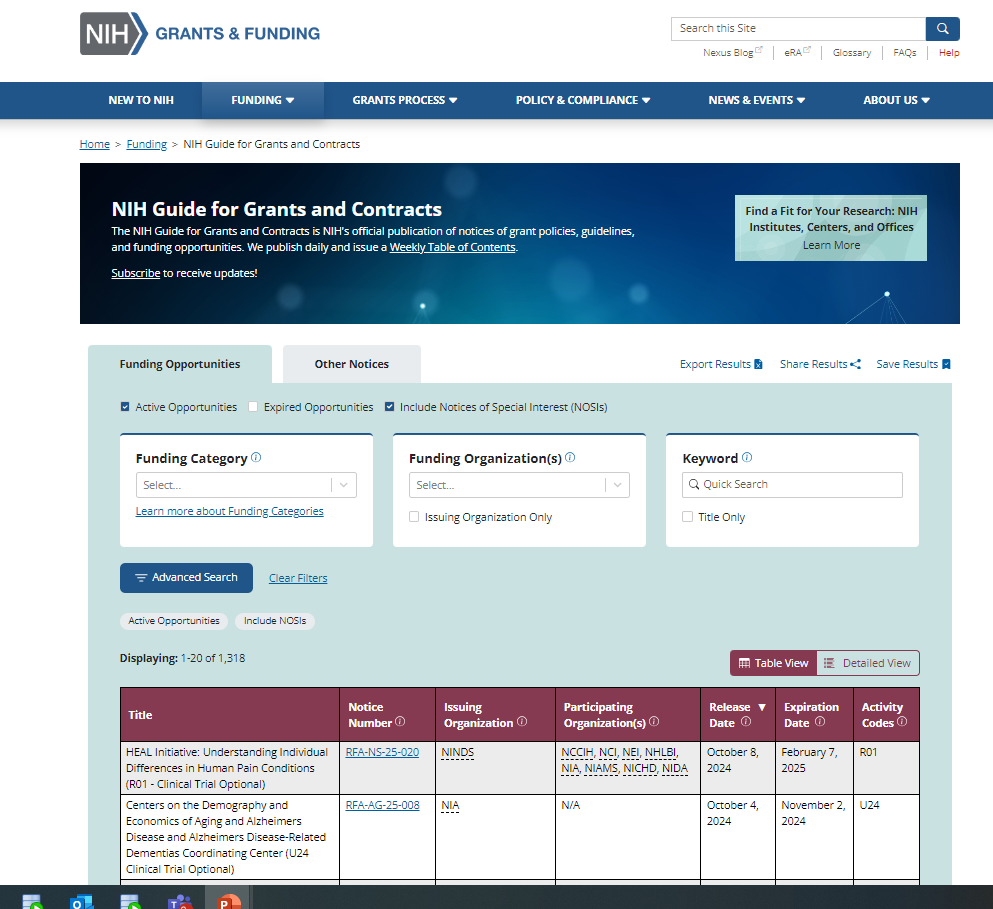 NIH GRANTS & FUNDING
Search this Site
Nexus Blog eRA Glossary FAQs Help
NEW TO NIH FUNDING GRANTS PROCESS POLICY & COMPLIANCE NEWS & EVENTS ABOUT US
Home > Funding > NIH Guide for Grants and Contracts
NIH Guide for Grants and Contracts
The NIH Guide for Grants and Contracts is NIH's official publication of notices of grant policies, guidelines,
and funding opportunities. We publish daily and issue a Weekly Table of Contents.
Subscribe to receive updates!
Find a Fit for Your Research: NIH
Institutes, Centers, and Offices
Learn More
Funding Opportunities Other Notices Export Results Share Results Save Results
Active Opportunities Expired Opportunities Include Notices of Special Interest (NOSIs)
Funding Category
Select...
Learn more about Funding Categories
Funding Organization(s)
Select...
Issuing Organization Only
Keyword
Quick Search
Title Only
Advanced Search Clear Filters
Active Opportunities Include NOSIs
Displaying: 1-20 of 1,318
Table View Detailed View
Title
Notice
Number
Issuing
Organization
Participating
Organization(s)
Release
Date
Expiration
Date
Activity
Codes
HEAL Initiative: Understanding Individual
Differences in Human Pain Conditions
(R01 - Clinical Trial Optional)
RFA-NS-25-020
NINDS
NCCIH, NCI, NEI, NHLBI,
NIA, NIAMS, NICHD, NIDA
October 8,
2024
February 7,
2025
R01
Centers on the Demography and
Economics of Aging and Alzheimers
Disease and Alzheimers Disease-Related
Dementias Coordinating Center (U24
Clinical Trial Optional)
RFA-AG-25-008
NIA
N/A
October 4,
2024
November 2,
2024
U24